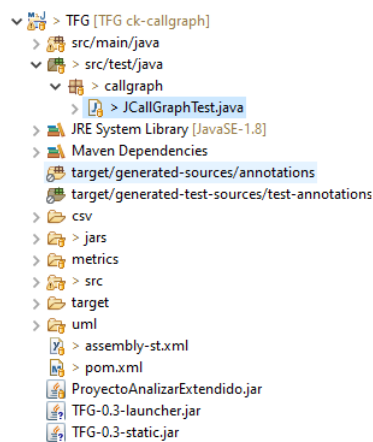 > TFG [TFG ck-callgraph]
src/main/java
> src/test/java
> callgraph
> JCallGraphTest.java
JRE System Library [JavaSE-1.8]
Maven Dependencies
target/generated-sources/annotations
target/generated-test-sources/test-annotations
csv
> jars
metrics
> src
target
uml
> assembly-st.xml
> pom.xml
ProyectoAnalizarExtendido.jar
TFG-0.3-launcher.jar
TFG-0.3-static.jar